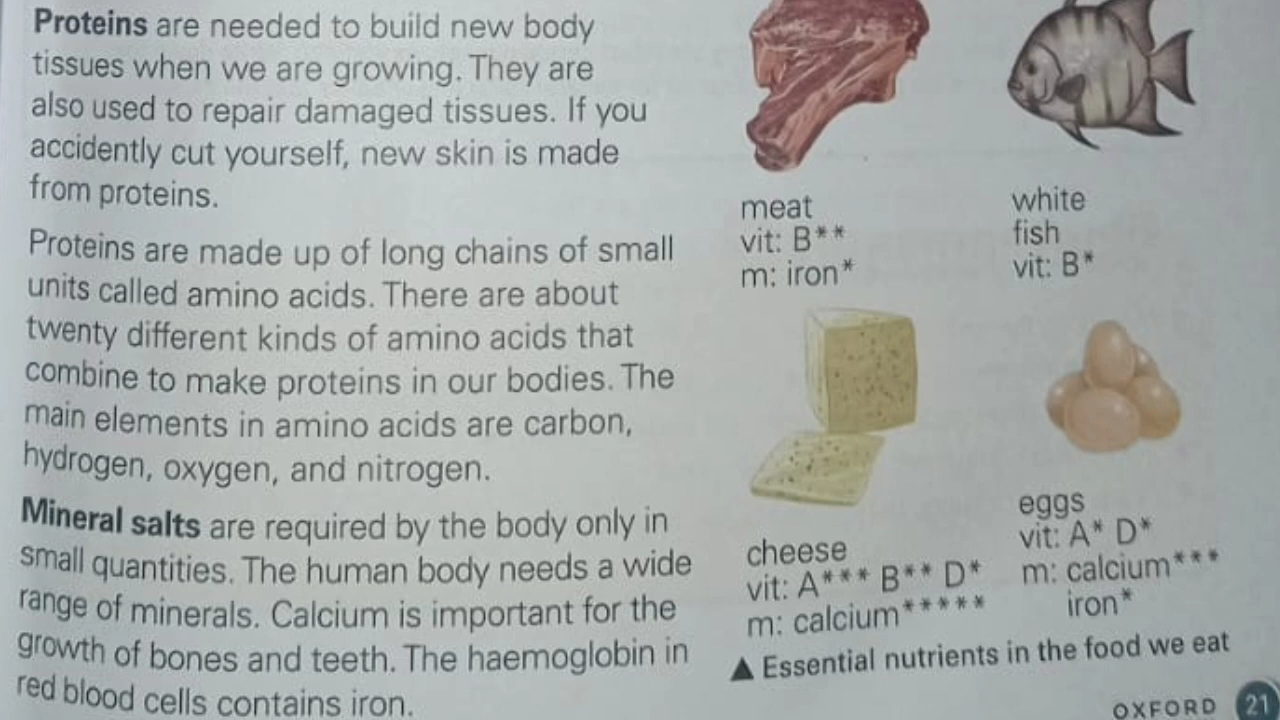 Proteins are needed to build new body
tissues when we are growing. They are
also used to repair damaged tissues. If you
accidently cut yourself, new skin is made
from proteins.
Proteins are made up of long chains of small
units called amino acids. There are about
twenty different kinds of amino acids that
combine to make proteins in our bodies. The
main elements in amino acids are carbon,
hydrogen, oxygen, and nitrogen.
Mineral salts are required by the body only in
small quantities. The human body needs a wide
range of minerals. Calcium is important for the
growth of bones and teeth. The haemoglobin in
red blood cells contains iron.
meat
vit: B**
m: iron*
white
fish
vit: B*
cheese
vit: A*** B** D*
m: calcium*****
eggs
vit: A* D*
m: calcium***
iron*
▲ Essential nutrients in the food we eat
OXFORD 21